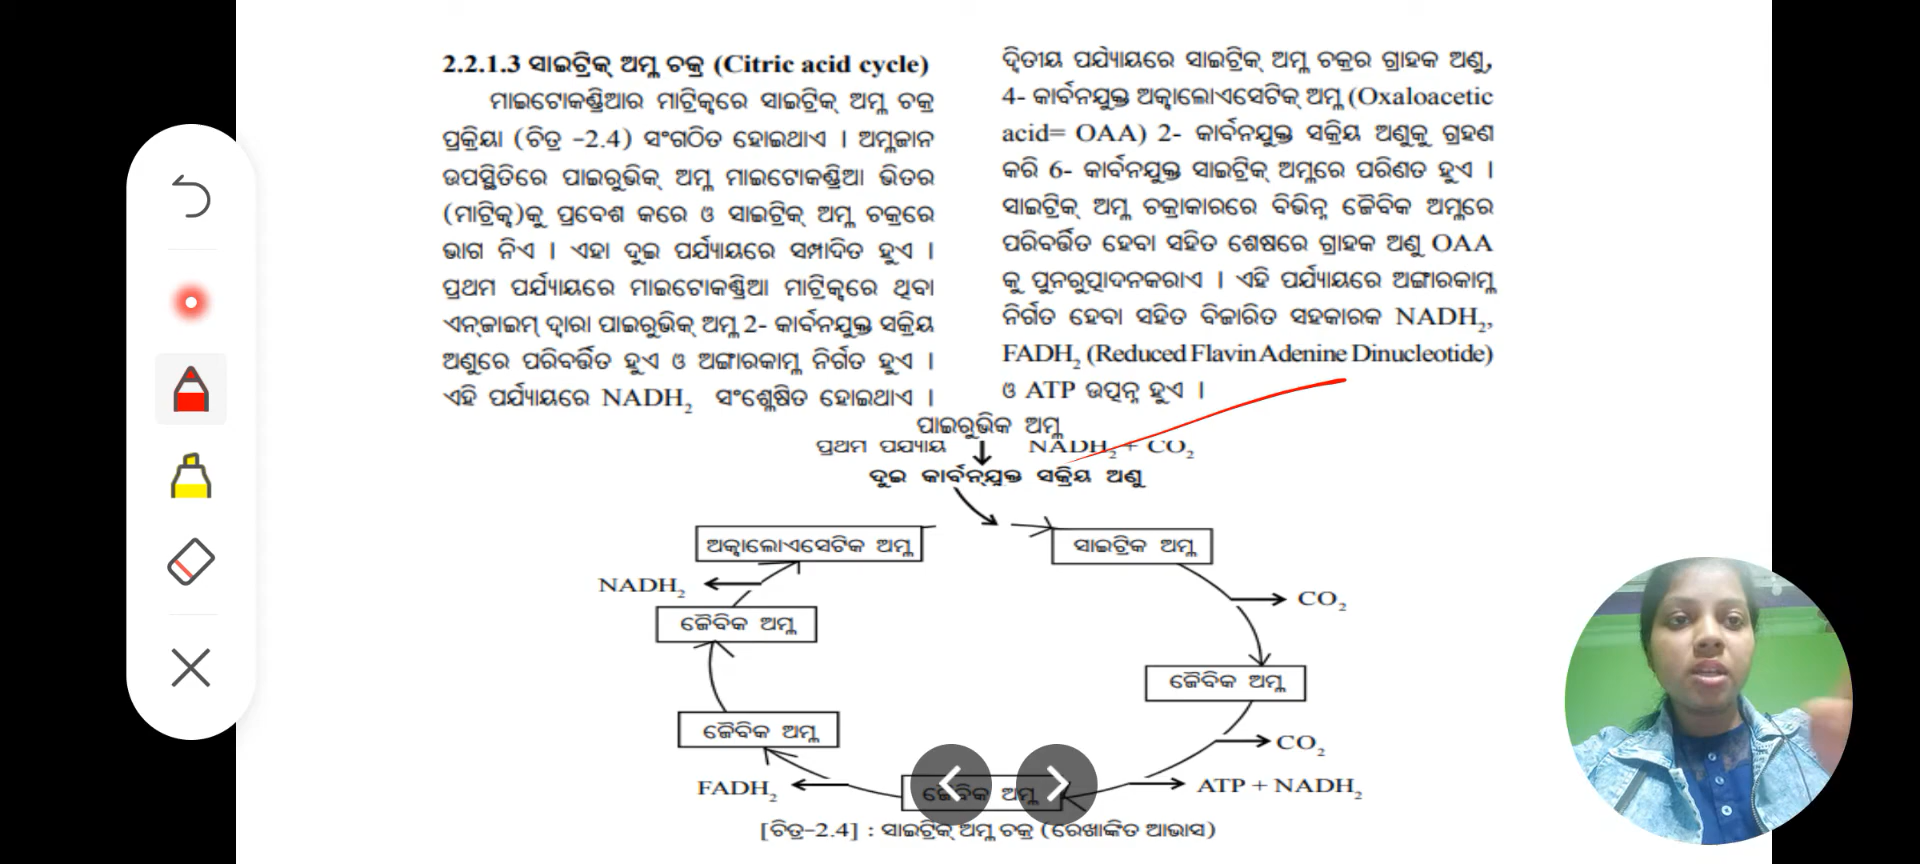 2.2.1.3 ସାଇଟ୍ରିକ୍ ଅମ୍ଳ ଚକ୍ର (Citric acid cycle)
ମାଇଟୋକଣ୍ଡ୍ରିଆର ମାଟ୍ରିକ୍ସରେ ସାଇଟ୍ରିକ୍ ଅମ୍ଳ ଚକ୍ର
ପ୍ରକ୍ରିୟା (ଚିତ୍ର -2.4) ସଂଗଠିତ ହୋଇଥାଏ । ଅମ୍ଳଜାନ
ଉପସ୍ଥିତିରେ ପାଇରୁଭିକ୍ ଅମ୍ଳ ମାଇଟୋକଣ୍ଡ୍ରିଆ ଭିତର
(ମାଟ୍ରିକ୍ସ)କୁ ପ୍ରବେଶ କରେ ଓ ସାଇଟ୍ରିକ୍ ଅମ୍ଳ ଚକ୍ରରେ
ଭାଗ ନିଏ । ଏହା ଦୁଇ ପର୍ଯ୍ୟାୟରେ ସମ୍ପାଦିତ ହୁଏ ।
ପ୍ରଥମ ପର୍ଯ୍ୟାୟରେ ମାଇଟୋକଣ୍ଡ୍ରିଆ ମାଟ୍ରିକ୍ସରେ ଥିବା
ଏନ୍‌ଜାଇମ୍ ଦ୍ୱାରା ପାଇରୁଭିକ୍ ଅମ୍ଳ 2- କାର୍ବନଯୁକ୍ତ ସକ୍ରିୟ
ଅଣୁରେ ପରିବର୍ତ୍ତିତ ହୁଏ ଓ ଅଙ୍ଗାରକାମ୍ଳ ନିର୍ଗତ ହୁଏ ।
ଏହି ପର୍ଯ୍ୟାୟରେ NADH₂ ସଂଶ୍ଳେଷିତ ହୋଇଥାଏ ।
ଦ୍ୱିତୀୟ ପର୍ଯ୍ୟାୟରେ ସାଇଟ୍ରିକ୍ ଅମ୍ଳ ଚକ୍ରର ଗ୍ରାହକ ଅଣୁ,
4- କାର୍ବନଯୁକ୍ତ ଅକ୍ସାଲୋଏସେଟିକ୍ ଅମ୍ଳ (Oxaloacetic
acid= OAA) 2- କାର୍ବନଯୁକ୍ତ ସକ୍ରିୟ ଅଣୁକୁ ଗ୍ରହଣ
କରି 6- କାର୍ବନଯୁକ୍ତ ସାଇଟ୍ରିକ୍ ଅମ୍ଳରେ ପରିଣତ ହୁଏ ।
ସାଇଟ୍ରିକ୍ ଅମ୍ଳ ଚକ୍ରାକାରରେ ବିଭିନ୍ନ ଜୈବିକ ଅମ୍ଳରେ
ପରିବର୍ତ୍ତିତ ହେବା ସହିତ ଶେଷରେ ଗ୍ରାହକ ଅଣୁ OAA
କୁ ପୁନରୁତ୍ପାଦନକରାଏ । ଏହି ପର୍ଯ୍ୟାୟରେ ଅଙ୍ଗାରକାମ୍ଳ
ନିର୍ଗତ ହେବା ସହିତ ବିଜାରିତ ସହକାରକ NADH₂,
FADH₂ (Reduced Flavin Adenine Dinucleotide)
ଓ ATP ଉତ୍ପନ୍ନ ହୁଏ ।
ପାଇରୁଭିକ ଅମ୍ଳ
ପ୍ରଥମ ପଯ୍ୟାୟ NADH₂ + CO₂
ଦୁଇ କାର୍ବନ୍‌ଯୁକ୍ତ ସକ୍ରିୟ ଅଣୁ
ଅକ୍ସାଲୋଏସେଟିକ ଅମ୍ଳ ସାଇଟ୍ରିକ ଅମ୍ଳ
NADH₂ CO₂
ଜୈବିକ ଅମ୍ଳ
ଜୈବିକ ଅମ୍ଳ
ଜୈବିକ ଅମ୍ଳ CO₂
FADH₂ ଜୈବିକ ଅମ୍ଳ ATP + NADH₂
[ଚିତ୍ର-2.4] : ସାଇଟ୍ରିକ୍ ଅମ୍ଳ ଚକ୍ର (ରେଖାଙ୍କିତ ଆଭାସ)